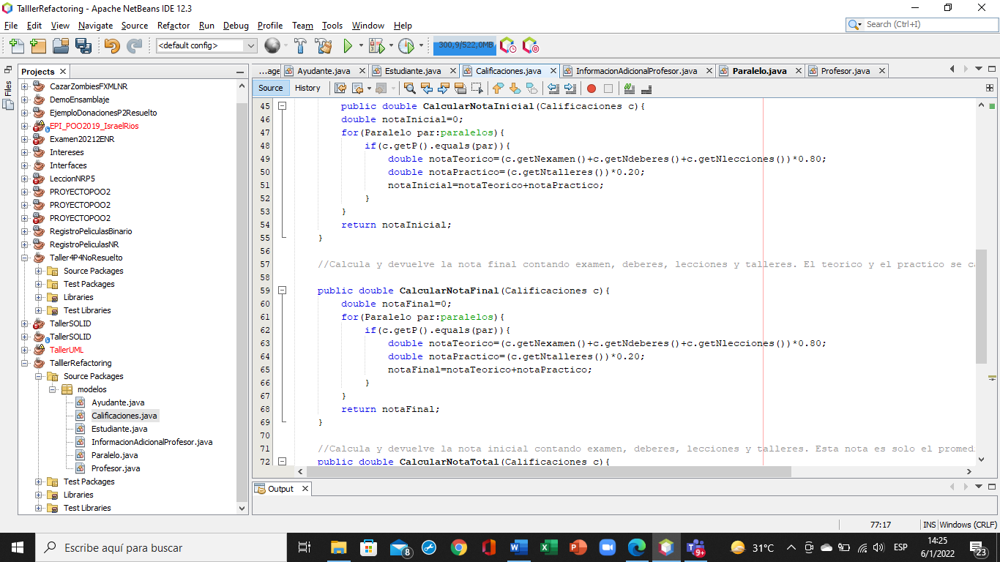 TalllerRefactoring - Apache NetBeans IDE 12.3
File Edit View Navigate Source Refactor Run Debug Profile Team Tools Window Help
Search (Ctrl+I)
<default config>
300,9/522,0MB
Files
Projects
CazarZombiesFXMLNR
DemoEnsamblaje
EjemploDonacionesP2Resuelto
EPI_POO2019_IsraelRios
Examen20212ENR
Intereses
Interfaces
LeccionNRP5
PROYECTOPOO2
PROYECTOPOO2
PROYECTOPOO2
RegistroPeliculasBinario
RegistroPeliculasNR
Taller4P4NoResuelto
Source Packages
Test Packages
Libraries
Test Libraries
TallerSOLID
TallerSOLID
TallerUML
TalllerRefactoring
Source Packages
modelos
Ayudante.java
Calificaciones.java
Estudiante.java
InformacionAdicionalProfesor.java
Paralelo.java
Profesor.java
Test Packages
Libraries
Test Libraries
...age Ayudante.java Estudiante.java Calificaciones.java InformacionAdicionalProfesor.java Paralelo.java Profesor.java
Source History
45 public double CalcularNotaInicial(Calificaciones c){
46 double notaInicial=0;
47 for(Paralelo par:paralelos){
48 if(c.getP().equals(par)){
49 double notaTeorico=(c.getNexamen()+c.getNdeberes()+c.getNlecciones())*0.80;
50 double notaPractico=(c.getNtalleres())*0.20;
51 notaInicial=notaTeorico+notaPractico;
52 }
53 }
54 return notaInicial;
55 }
56
57 //Calcula y devuelve la nota final contando examen, deberes, lecciones y talleres. El teorico y el practico se ca
58
59 public double CalcularNotaFinal(Calificaciones c){
60 double notaFinal=0;
61 for(Paralelo par:paralelos){
62 if(c.getP().equals(par)){
63 double notaTeorico=(c.getNexamen()+c.getNdeberes()+c.getNlecciones())*0.80;
64 double notaPractico=(c.getNtalleres())*0.20;
65 notaFinal=notaTeorico+notaPractico;
66 }
67 }
68 return notaFinal;
69 }
70
71 //Calcula y devuelve la nota inicial contando examen, deberes, lecciones y talleres. Esta nota es solo el promed
72 public double CalcularNotaTotal(Calificaciones c){
Output
77:17 INS Windows (CRLF)
Escribe aquí para buscar
8
9+
31°C
ESP
14:25
6/1/2022
23